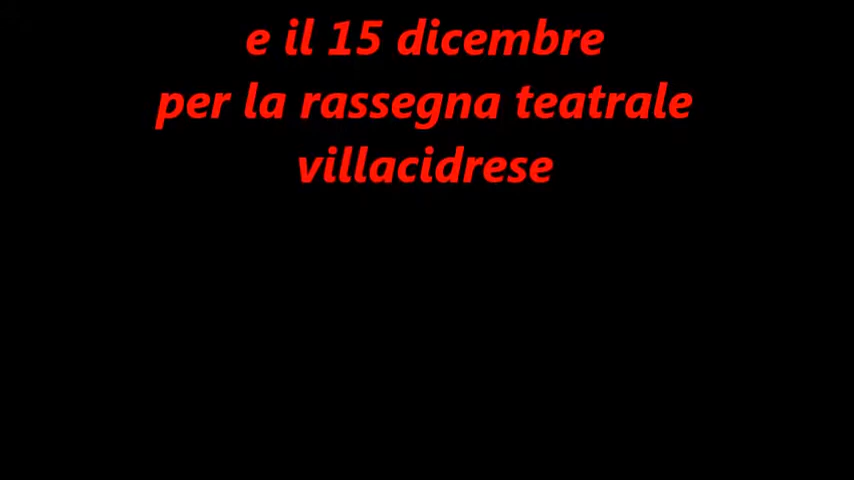 e il 15 dicembre
per la rassegna teatrale
villacidrese